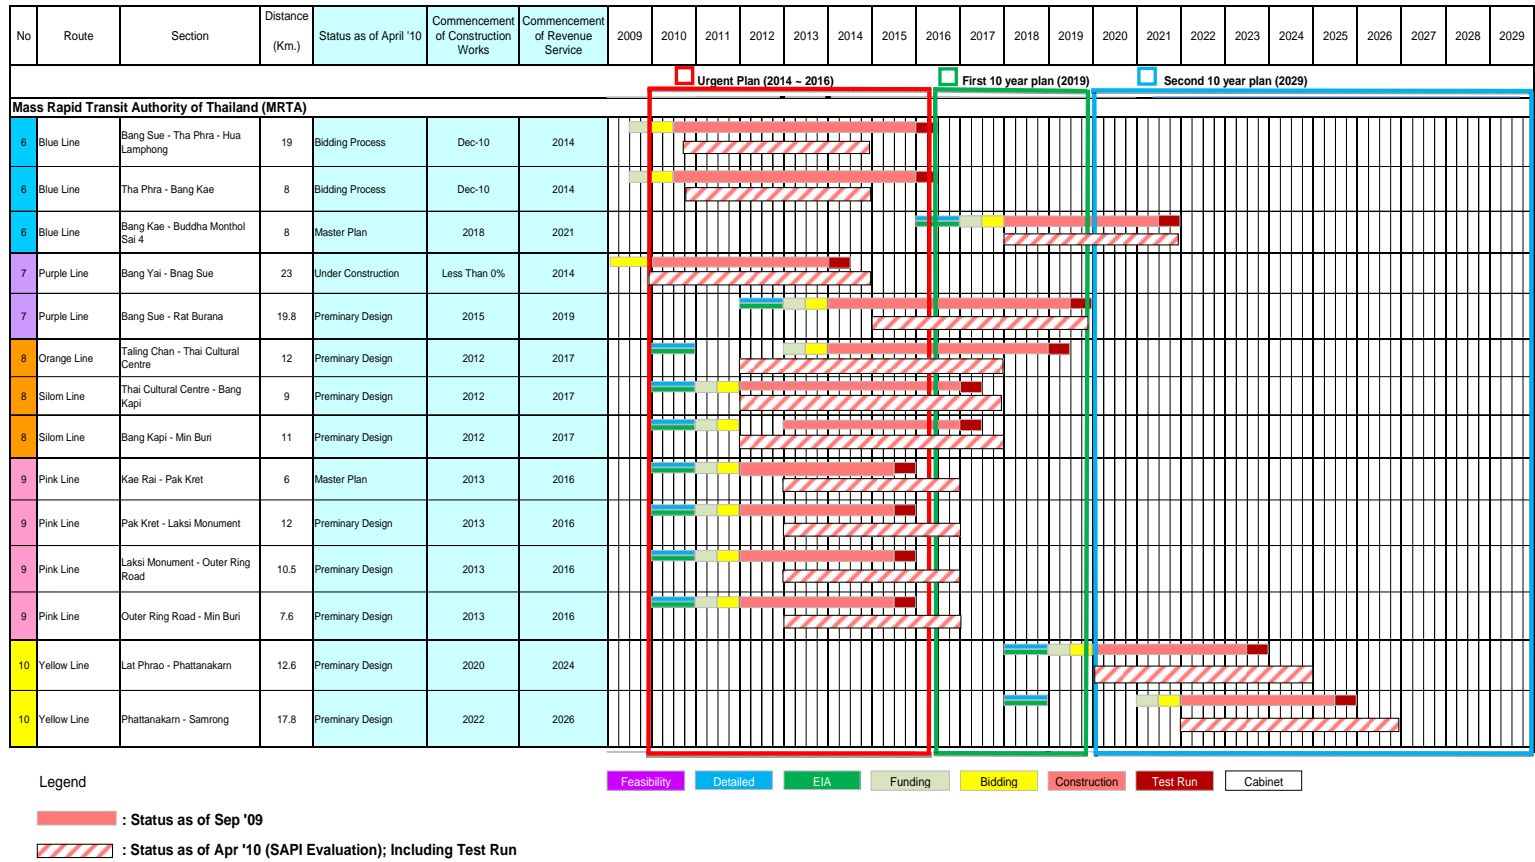 No Route Section Distance (Km.) Status as of April '10 Commencement of Construction Works Commencement of Revenue Service 2009 2010 2011 2012 2013 2014 2015 2016 2017 2018 2019 2020 2021 2022 2023 2024 2025 2026 2027 2028 2029
Urgent Plan (2014 ~ 2016) First 10 year plan (2019) Second 10 year plan (2029)
Mass Rapid Transit Authority of Thailand (MRTA)
6 Blue Line Bang Sue - Tha Phra - Hua Lamphong 19 Bidding Process Dec-10 2014
6 Blue Line Tha Phra - Bang Kae 8 Bidding Process Dec-10 2014
6 Blue Line Bang Kae - Buddha Monthol Sai 4 8 Master Plan 2018 2021
7 Purple Line Bang Yai - Bnag Sue 23 Under Construction Less Than 0% 2014
7 Purple Line Bang Sue - Rat Burana 19.8 Preminary Design 2015 2019
8 Orange Line Taling Chan - Thai Cultural Centre 12 Preminary Design 2012 2017
8 Silom Line Thai Cultural Centre - Bang Kapi 9 Preminary Design 2012 2017
8 Silom Line Bang Kapi - Min Buri 11 Preminary Design 2012 2017
9 Pink Line Kae Rai - Pak Kret 6 Master Plan 2013 2016
9 Pink Line Pak Kret - Laksi Monument 12 Preminary Design 2013 2016
9 Pink Line Laksi Monument - Outer Ring Road 10.5 Preminary Design 2013 2016
9 Pink Line Outer Ring Road - Min Buri 7.6 Preminary Design 2013 2016
10 Yellow Line Lat Phrao - Phattanakarn 12.6 Preminary Design 2020 2024
10 Yellow Line Phattanakarn - Samrong 17.8 Preminary Design 2022 2026
Legend Feasibility Detailed EIA Funding Bidding Construction Test Run Cabinet
: Status as of Sep '09
: Status as of Apr '10 (SAPI Evaluation); Including Test Run